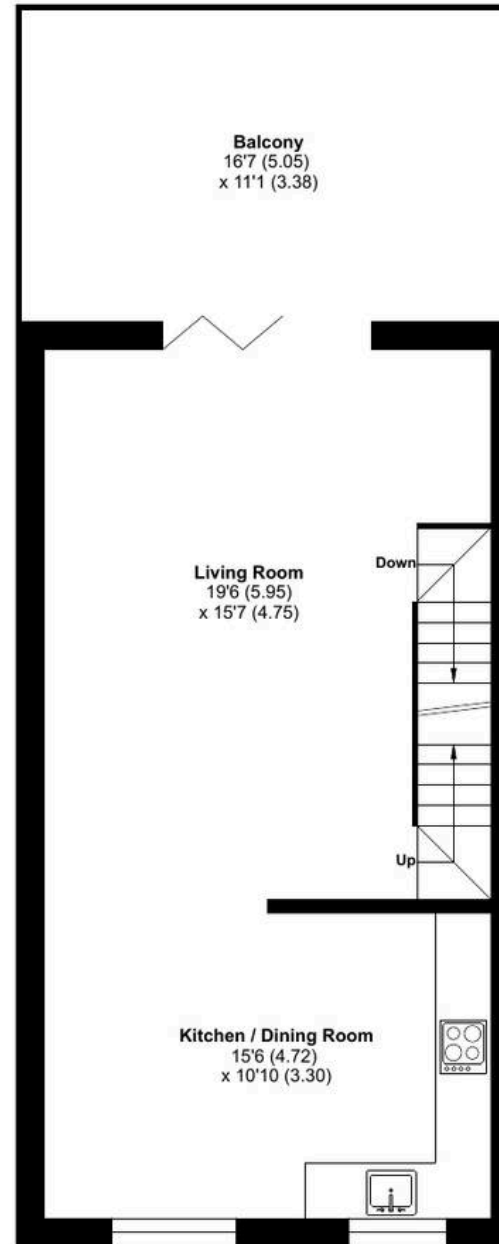 Balcony
16'7 (5.05)
x 11'1 (3.38)
Living Room
19'6 (5.95)
x 15'7 (4.75)
Down
Up
Kitchen / Dining Room
15'6 (4.72)
x 10'10 (3.30)